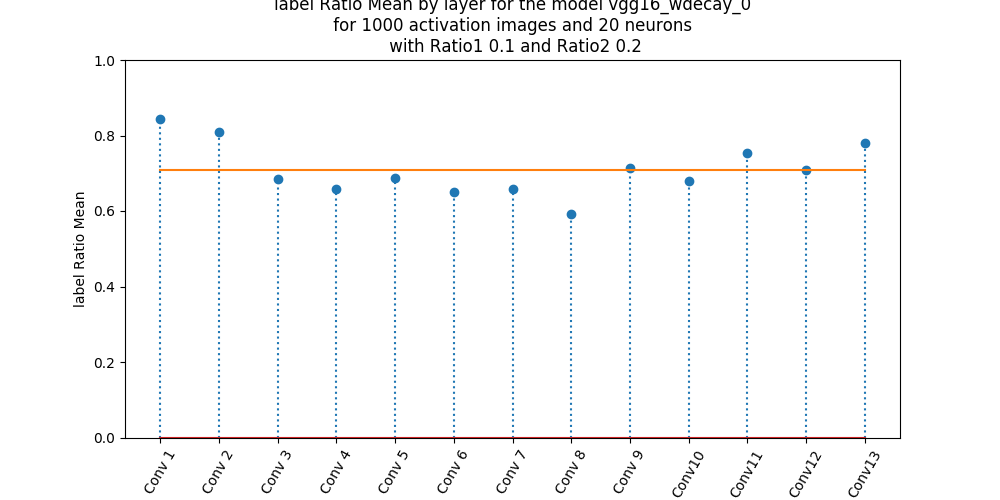 label Ratio Mean by layer for the model vgg16_wdecay_0
for 1000 activation images and 20 neurons
with Ratio1 0.1 and Ratio2 0.2
1.0
0.8
0.6
0.4
0.2
0.0
label Ratio Mean
Conv 1
Conv 2
Conv 3
Conv 4
Conv 5
Conv 6
Conv 7
Conv 8
Conv 9
Conv10
Conv11
Conv12
Conv13